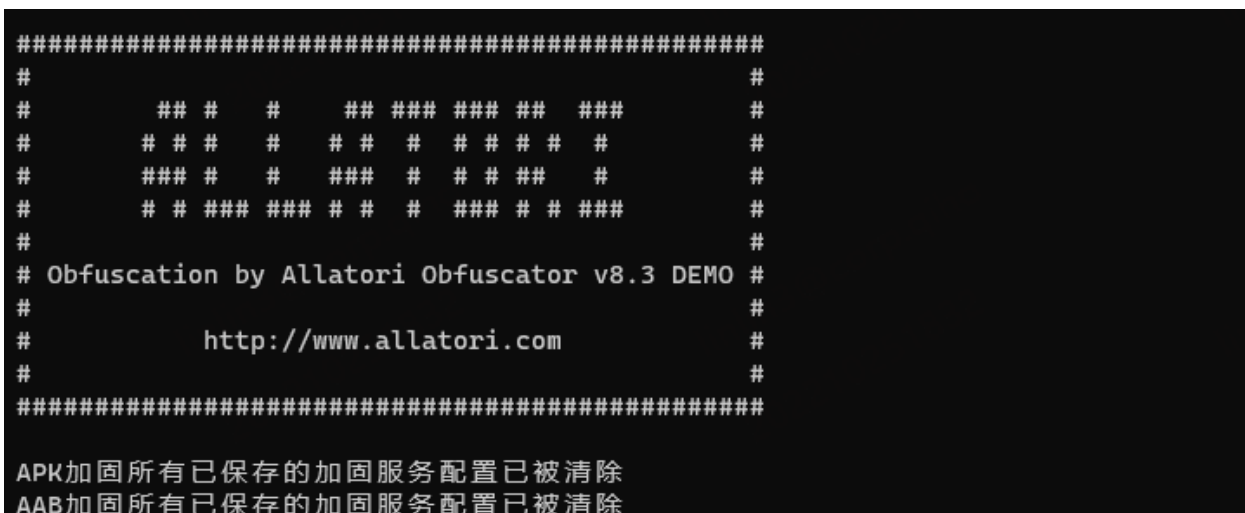 ################################################
#                                              #
#        ## #   #    ## ### ### ##  ###        #
#       # # #   #   # #  #  # # # #  #         #
#       ### #   #   ###  #  # # ##   #         #
#       # # ### ### # #  #  ### # # ###        #
#                                              #
# Obfuscation by Allatori Obfuscator v8.3 DEMO #
#                                              #
#           http://www.allatori.com            #
#                                              #
################################################
APK加固所有已保存的加固服务配置已被清除
AAB加固所有已保存的加固服务配置已被清除